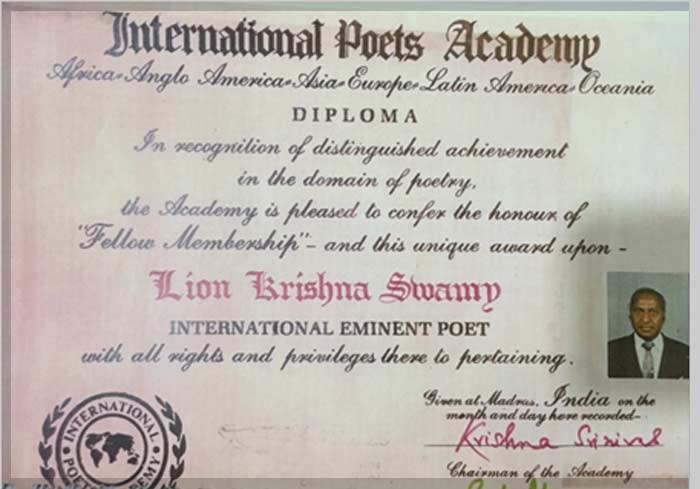 International Poets Academy
Africa-Anglo America-Asia-Europe-Latin America-Oceania
DIPLOMA
In recognition of distinguished achievement
in the domain of poetry,
the Academy is pleased to confer the honour of
"Fellow Membership"- and this unique award upon -
Lion Krishna Swamy
INTERNATIONAL EMINENT POET
with all rights and privileges there to pertaining.
Given at Madras, India on the
month and day here recorded-
Krishna Srinivas
Chairman of the Academy
INTERNATIONAL
POETS ACADEMY